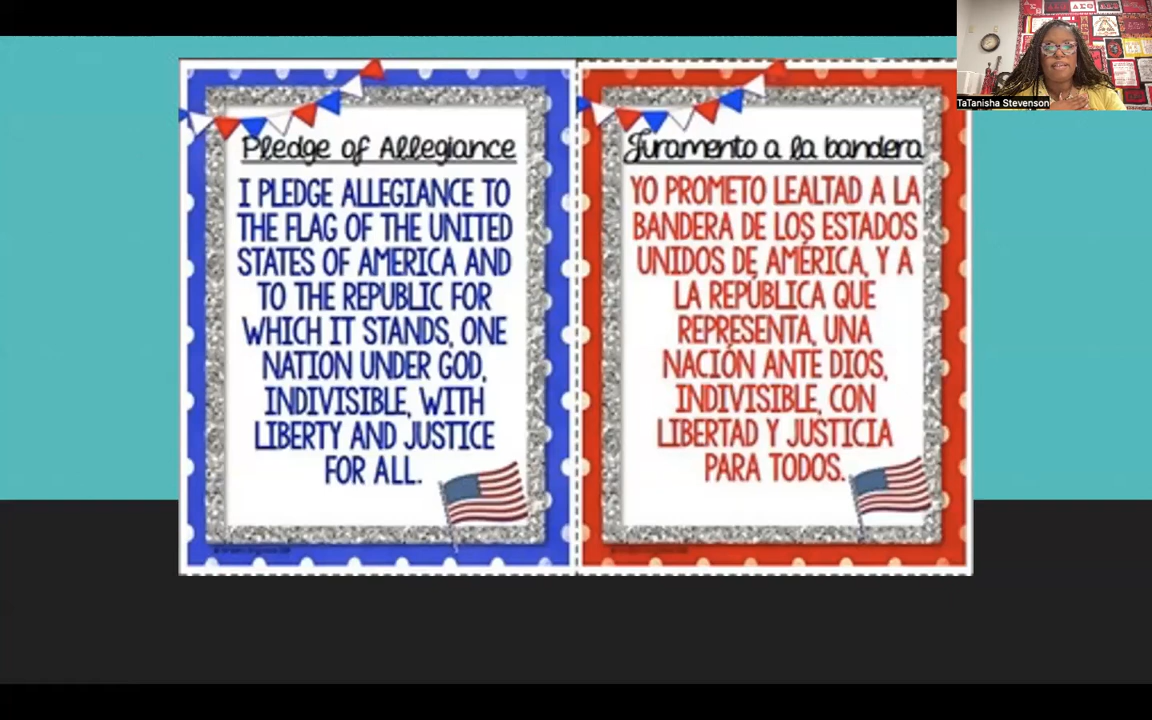 Pledge of Allegiance
I PLEDGE ALLEGIANCE TO
THE FLAG OF THE UNITED
STATES OF AMERICA AND
TO THE REPUBLIC FOR
WHICH IT STANDS, ONE
NATION UNDER GOD,
INDIVISIBLE, WITH
LIBERTY AND JUSTICE
FOR ALL.
Juramento a la bandera
YO PROMETO LEALTAD A LA
BANDERA DE LOS ESTADOS
UNIDOS DE AMÉRICA, Y A
LA REPÚBLICA QUE
REPRESENTA, UNA
NACIÓN ANTE DIOS,
INDIVISIBLE, CON
LIBERTAD Y JUSTICIA
PARA TODOS.
TaTanisha Stevenson